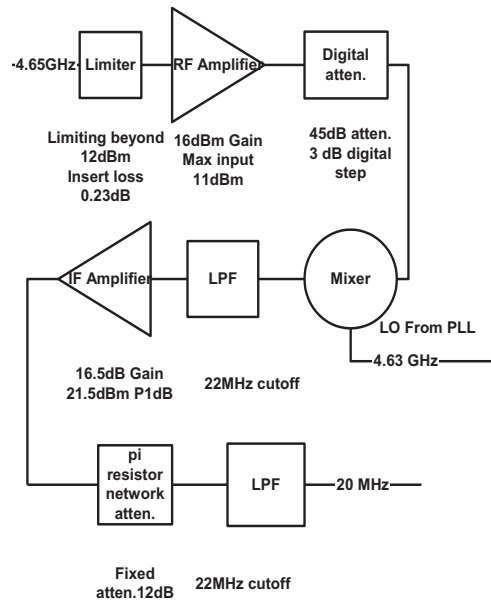 4.65GHz
Limiter
RF Amplifier
Digital
atten.
Limiting beyond
12dBm
Insert loss
0.23dB
16dBm Gain
Max input
11dBm
45dB atten.
3 dB digital
step
IF Amplifier
LPF
Mixer
LO From PLL
4.63 GHz
16.5dB Gain
21.5dBm P1dB
22MHz cutoff
pi
resistor
network
atten.
LPF
20 MHz
Fixed
atten.12dB
22MHz cutoff